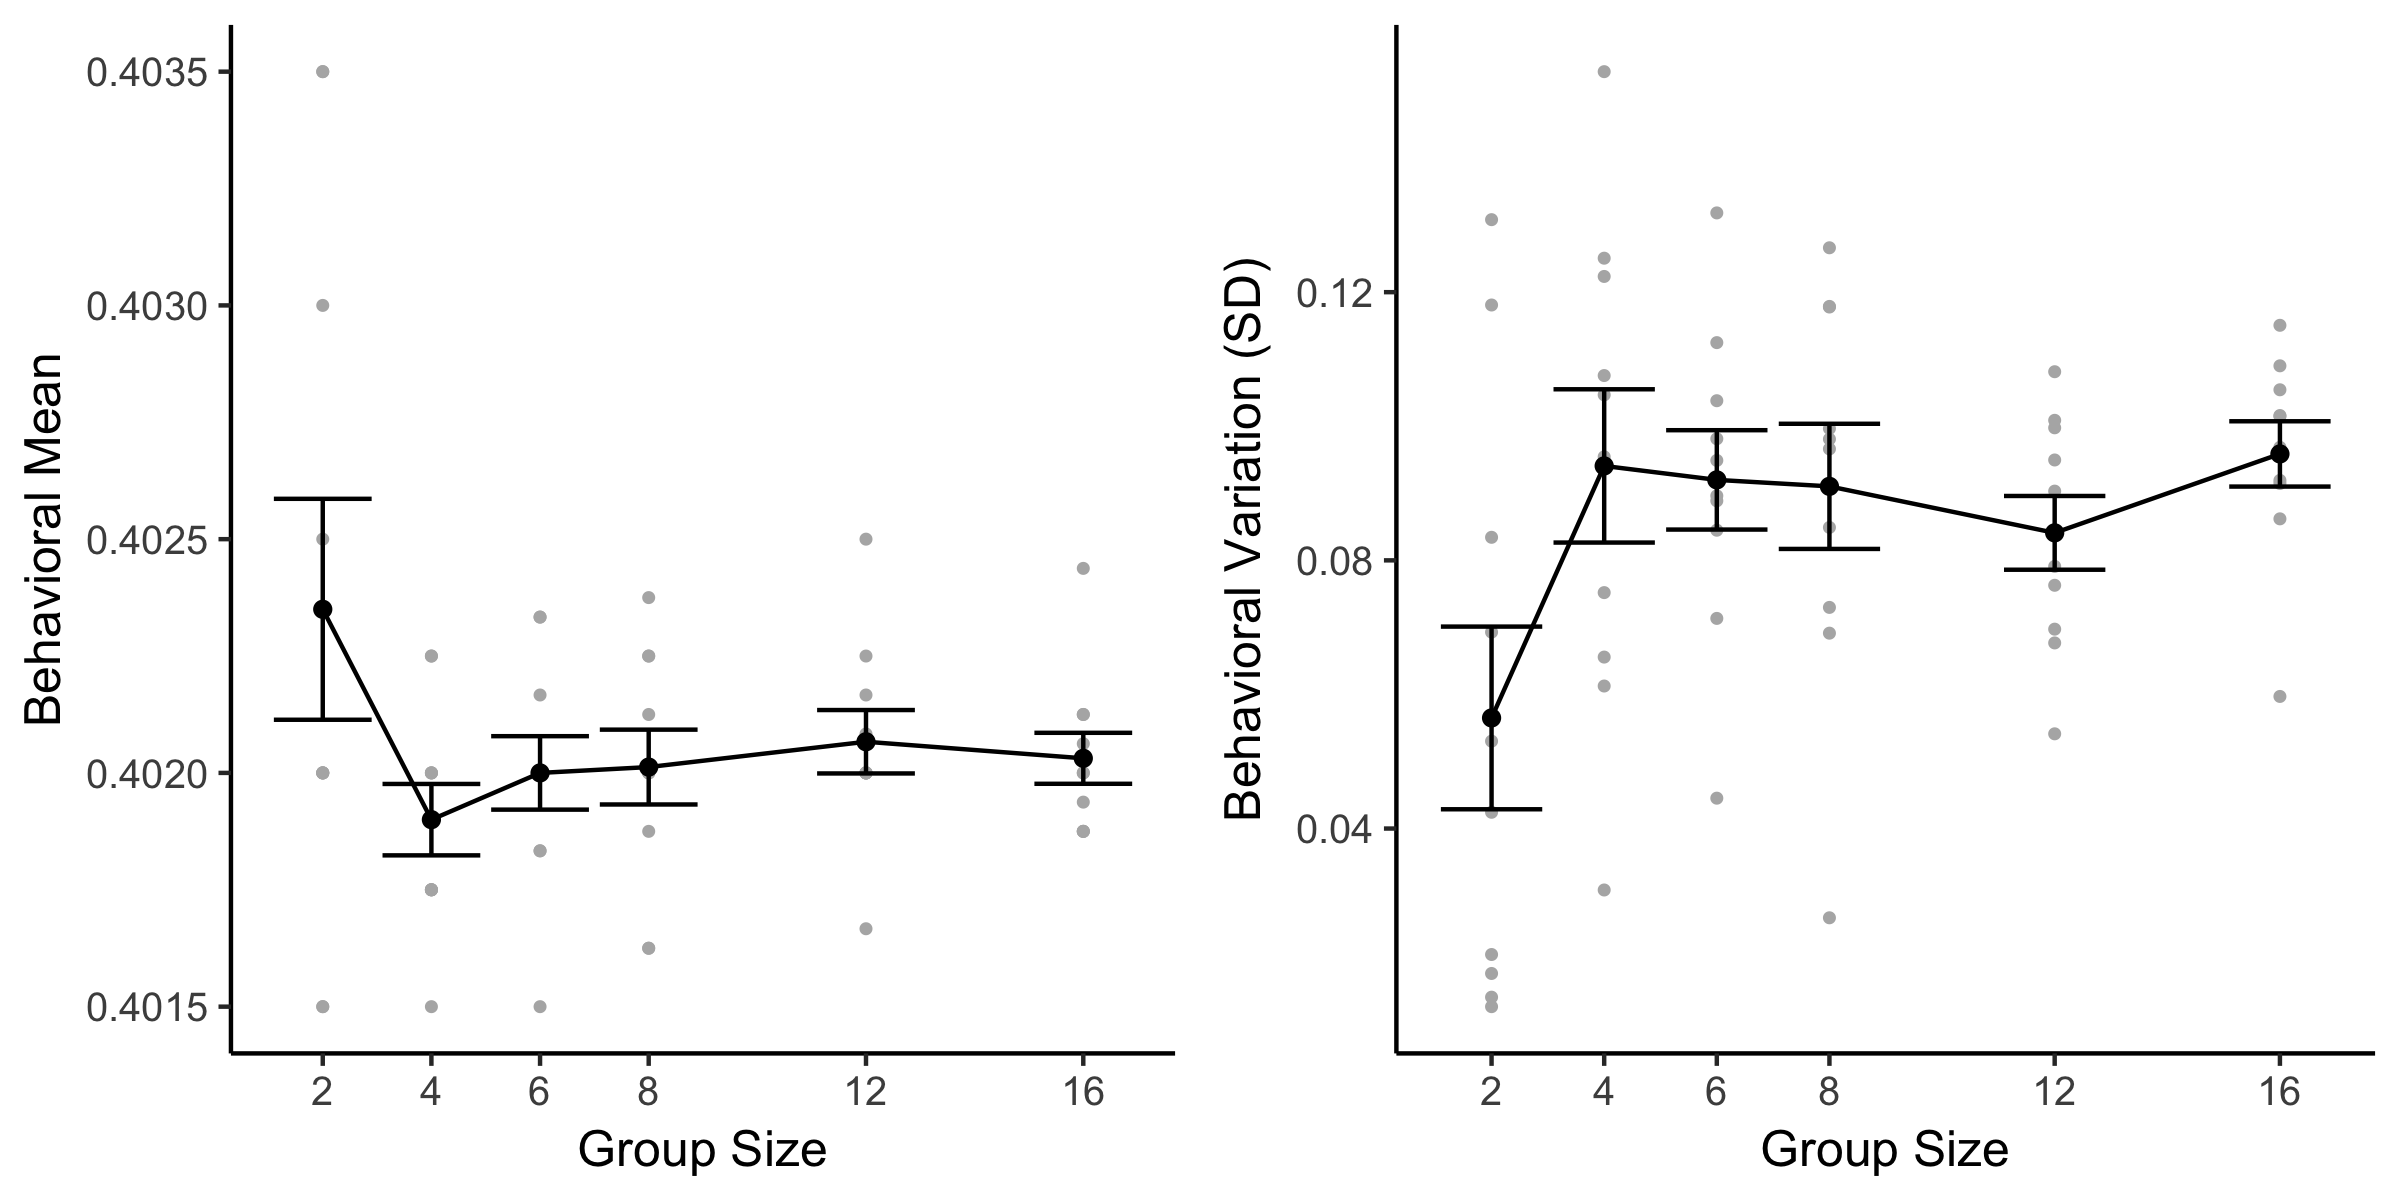 Behavioral Mean
0.4035
0.4030
0.4025
0.4020
0.4015
2 4 6 8 12 16
Group Size
Behavioral Variation (SD)
0.12
0.08
0.04
2 4 6 8 12 16
Group Size